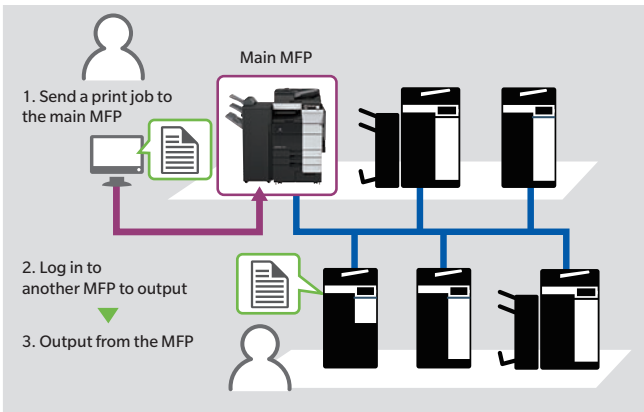 Main MFP
1. Send a print job to
the main MFP
2. Log in to
another MFP to output
3. Output from the MFP